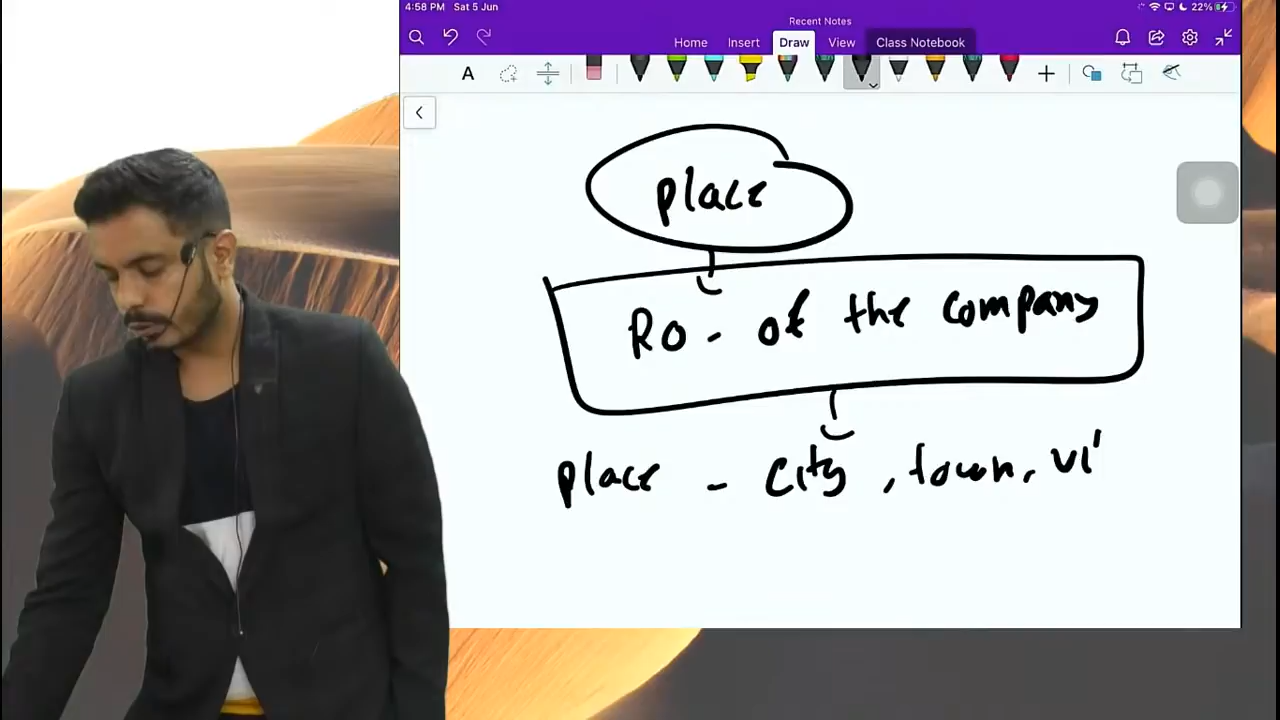 4:58 PM Sat 5 Jun
22%
Recent Notes
Home Insert Draw View Class Notebook
A
place
RO - of the company
place - City, town, vi